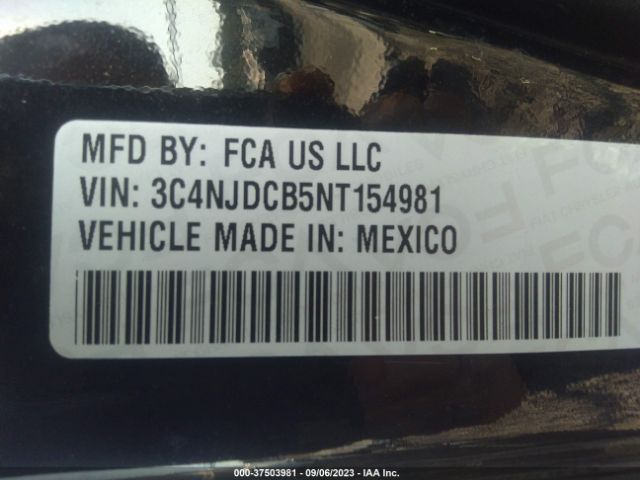 MFD BY: FCA US LLC
VIN: 3C4NJDCB5NT154981
VEHICLE MADE IN: MEXICO
000-37503981 - 09/06/2023 - IAA Inc.